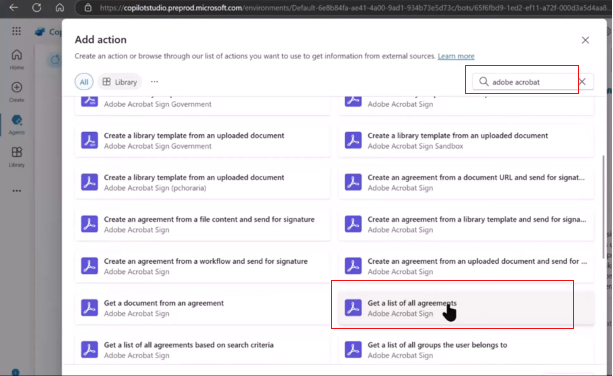 https://copilotstudio.preprod.microsoft.com/environments/Default-6e8b84fa-ae41-4a00-9ad1-934b73e5d73c/bots/65f6fbd9-1ed2-ef11-a72f-000d3a5d4aa8
Cop
Home
Create
Agents
Library
Add action
Create an action or browse through our list of actions you want to use to get information from external sources. Learn more
All
Library
adobe acrobat
Adobe Acrobat Sign Government
Adobe Acrobat Sign
Create a library template from an uploaded document
Adobe Acrobat Sign Government
Create a library template from an uploaded document
Adobe Acrobat Sign Sandbox
Create a library template from an uploaded document
Adobe Acrobat Sign (pchoraria)
Create an agreement from a document URL and send for signat...
Adobe Acrobat Sign
Create an agreement from a file content and send for signature
Adobe Acrobat Sign
Create an agreement from a library template and send for signa...
Adobe Acrobat Sign
Create an agreement from a workflow and send for signature
Adobe Acrobat Sign
Create an agreement from an uploaded document and send for ...
Adobe Acrobat Sign
Get a document from an agreement
Adobe Acrobat Sign
Get a list of all agreements
Adobe Acrobat Sign
Get a list of all agreements based on search criteria
Adobe Acrobat Sign
Get a list of all groups the user belongs to
Adobe Acrobat Sign